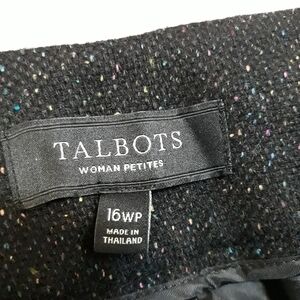 TALBOTS
WOMAN PETITES
16WP
MADE IN
THAILAND